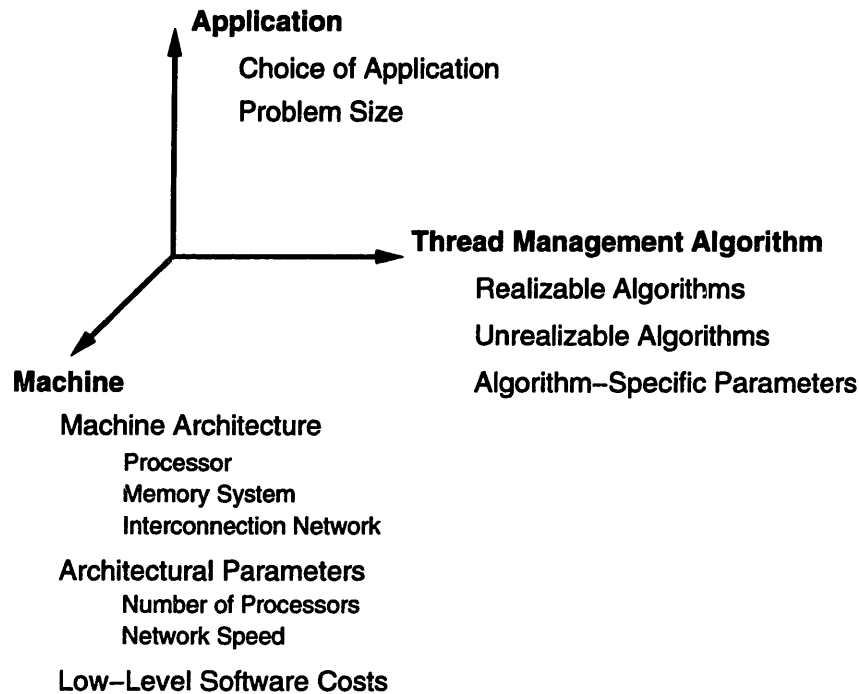 Application
Choice of Application
Problem Size
Thread Management Algorithm
Realizable Algorithms
Unrealizable Algorithms
Algorithm–Specific Parameters
Machine
Machine Architecture
Processor
Memory System
Interconnection Network
Architectural Parameters
Number of Processors
Network Speed
Low–Level Software Costs